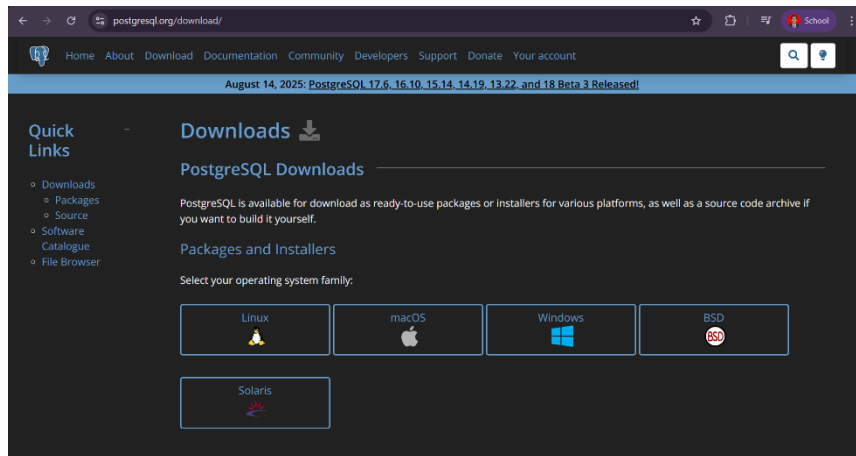 postgresql.org/download/
School
Home About Download Documentation Community Developers Support Donate Your account
August 14, 2025: PostgreSQL 17.6, 16.10, 15.14, 14.19, 13.22, and 18 Beta 3 Released!
Quick
Links
Downloads
Packages
Source
Software
Catalogue
File Browser
Downloads
PostgreSQL Downloads
PostgreSQL is available for download as ready-to-use packages or installers for various platforms, as well as a source code archive if
you want to build it yourself.
Packages and Installers
Select your operating system family:
Linux
macOS
Windows
BSD
BSD
Solaris